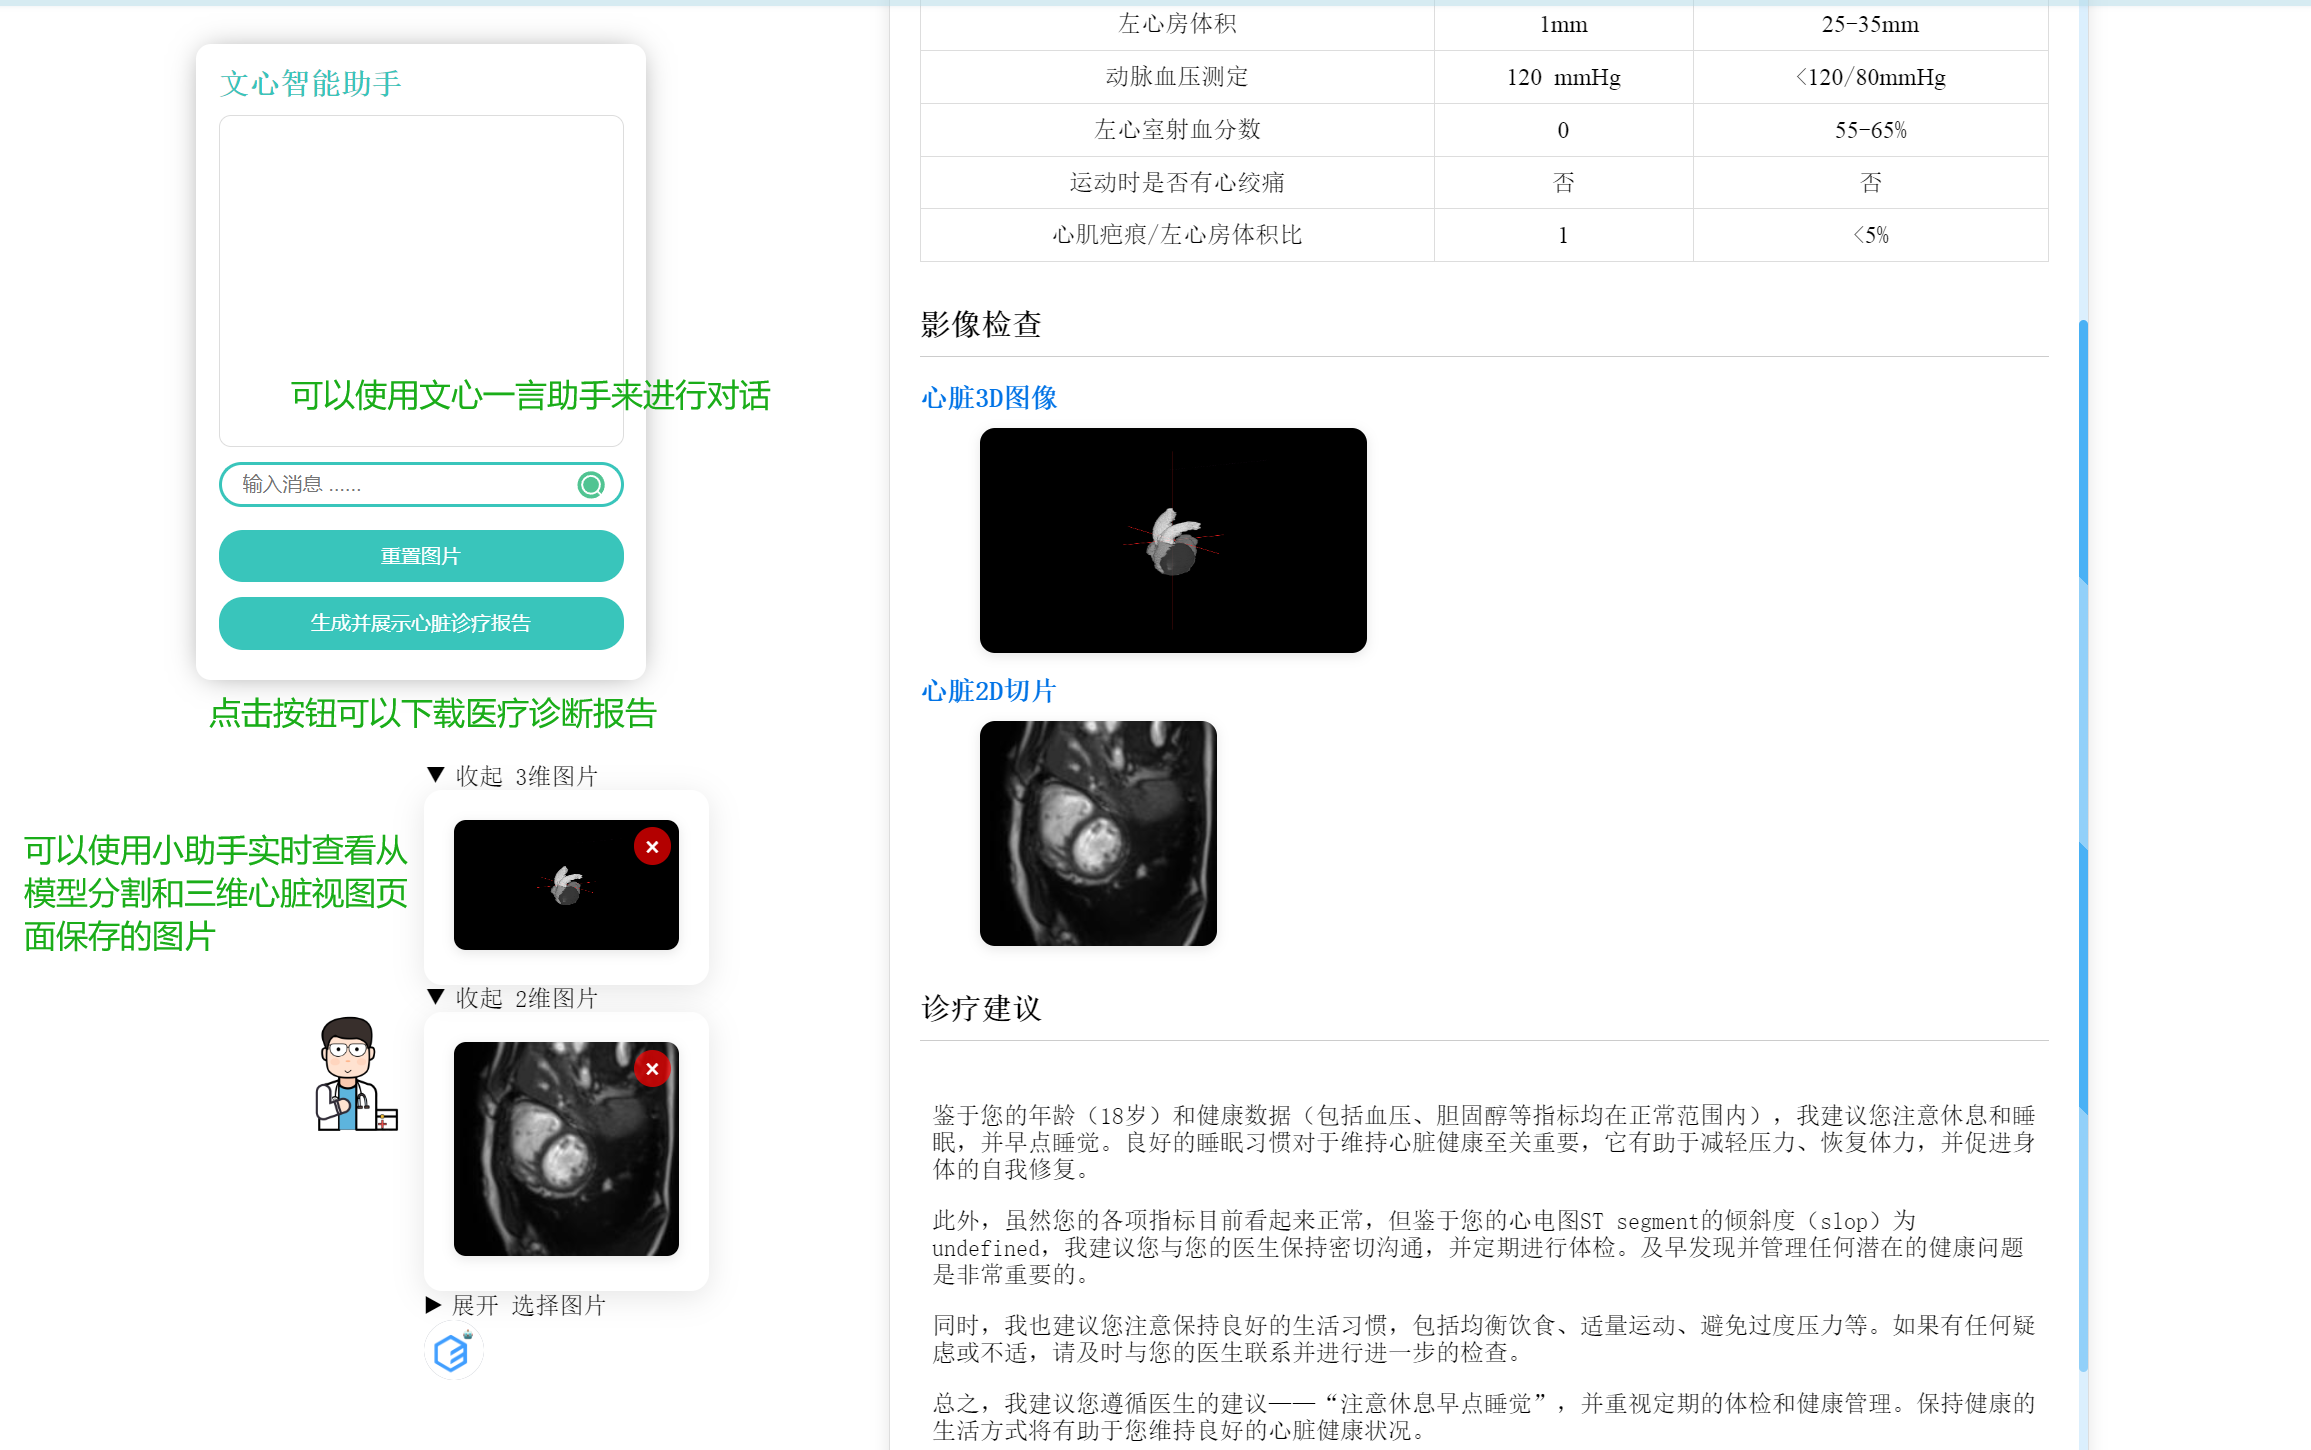 文心智能助手
可以使用文心一言助手来进行对话
输入消息 ......
重置图片
生成并展示心脏诊疗报告
点击按钮可以下载医疗诊断报告
▼ 收起 3维图片
×
可以使用小助手实时查看从
模型分割和三维心脏视图页
面保存的图片
▼ 收起 2维图片
×
▶ 展开 选择图片
左心房体积 1mm 25-35mm
动脉血压测定 120 mmHg <120/80mmHg
左心室射血分数 0 55-65%
运动时是否有心绞痛 否 否
心肌疤痕/左心房体积比 1 <5%
影像检查
心脏3D图像
心脏2D切片
诊疗建议
鉴于您的年龄（18岁）和健康数据（包括血压、胆固醇等指标均在正常范围内），我建议您注意休息和睡
眠，并早点睡觉。良好的睡眠习惯对于维持心脏健康至关重要，它有助于减轻压力、恢复体力，并促进身
体的自我修复。
此外，虽然您的各项指标目前看起来正常，但鉴于您的心电图ST segment的倾斜度（slop）为
undefined，我建议您与您的医生保持密切沟通，并定期进行体检。及早发现并管理任何潜在的健康问题
是非常重要的。
同时，我也建议您注意保持良好的生活习惯，包括均衡饮食、适量运动、避免过度压力等。如果有任何疑
虑或不适，请及时与您的医生联系并进行进一步的检查。
总之，我建议您遵循医生的建议——“注意休息早点睡觉”，并重视定期的体检和健康管理。保持健康的
生活方式将有助于您维持良好的心脏健康状况。